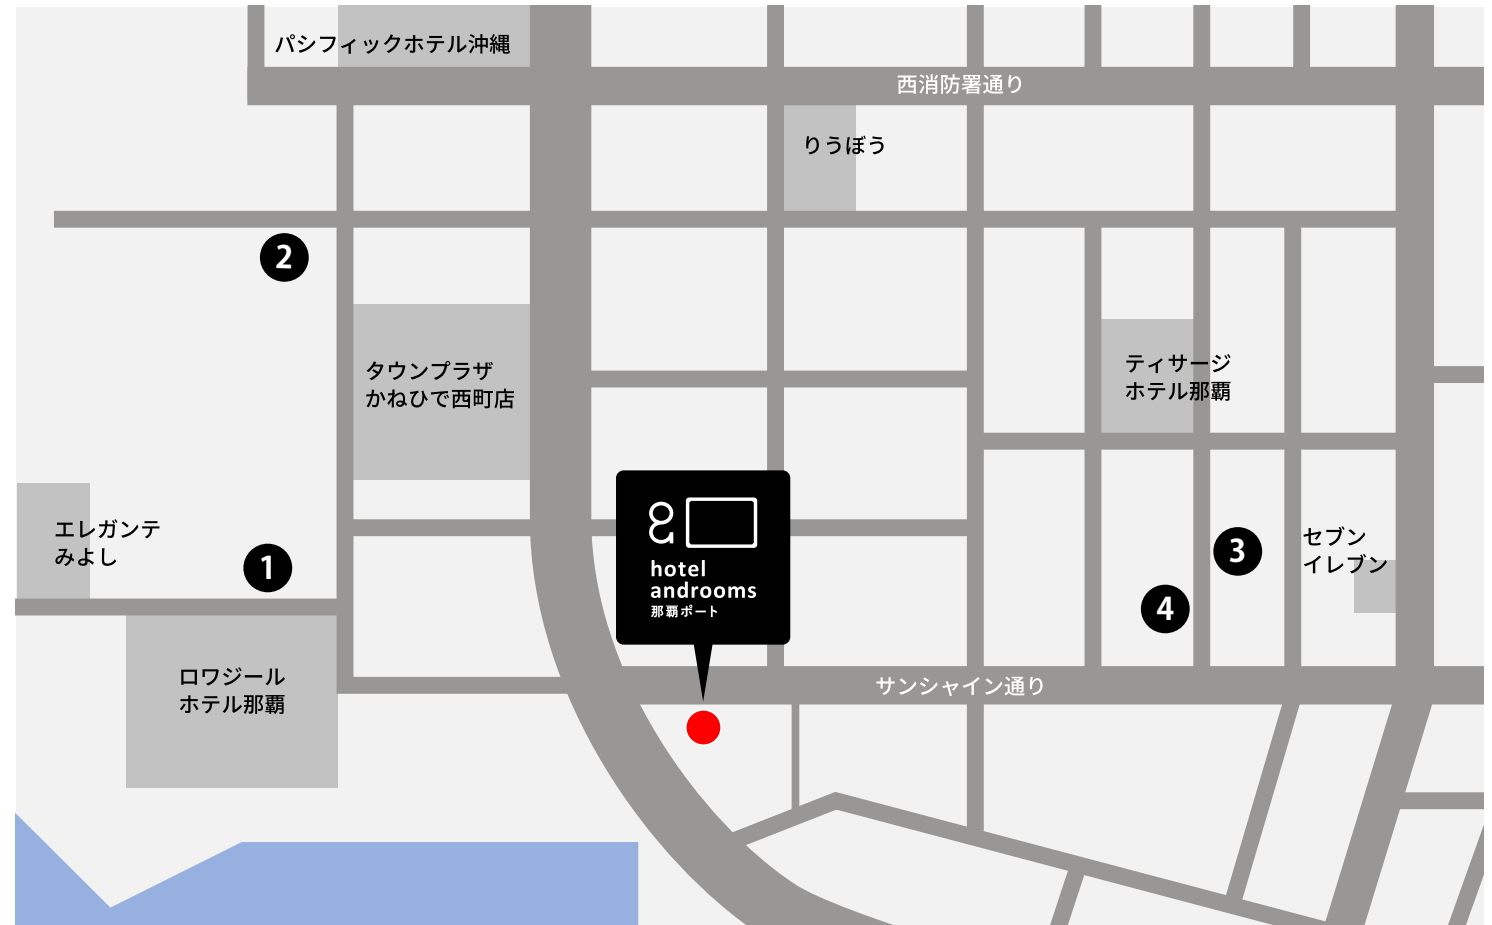 パシフィックホテル沖縄
西消防署通り
りうぼう
2
タウンプラザ
かねひで西町店
ティサージ
ホテル那覇
エレガンテ
みよし
1
hotel
androoms
那覇ポート
3
セブン
イレブン
4
ロワジール
ホテル那覇
サンシャイン通り